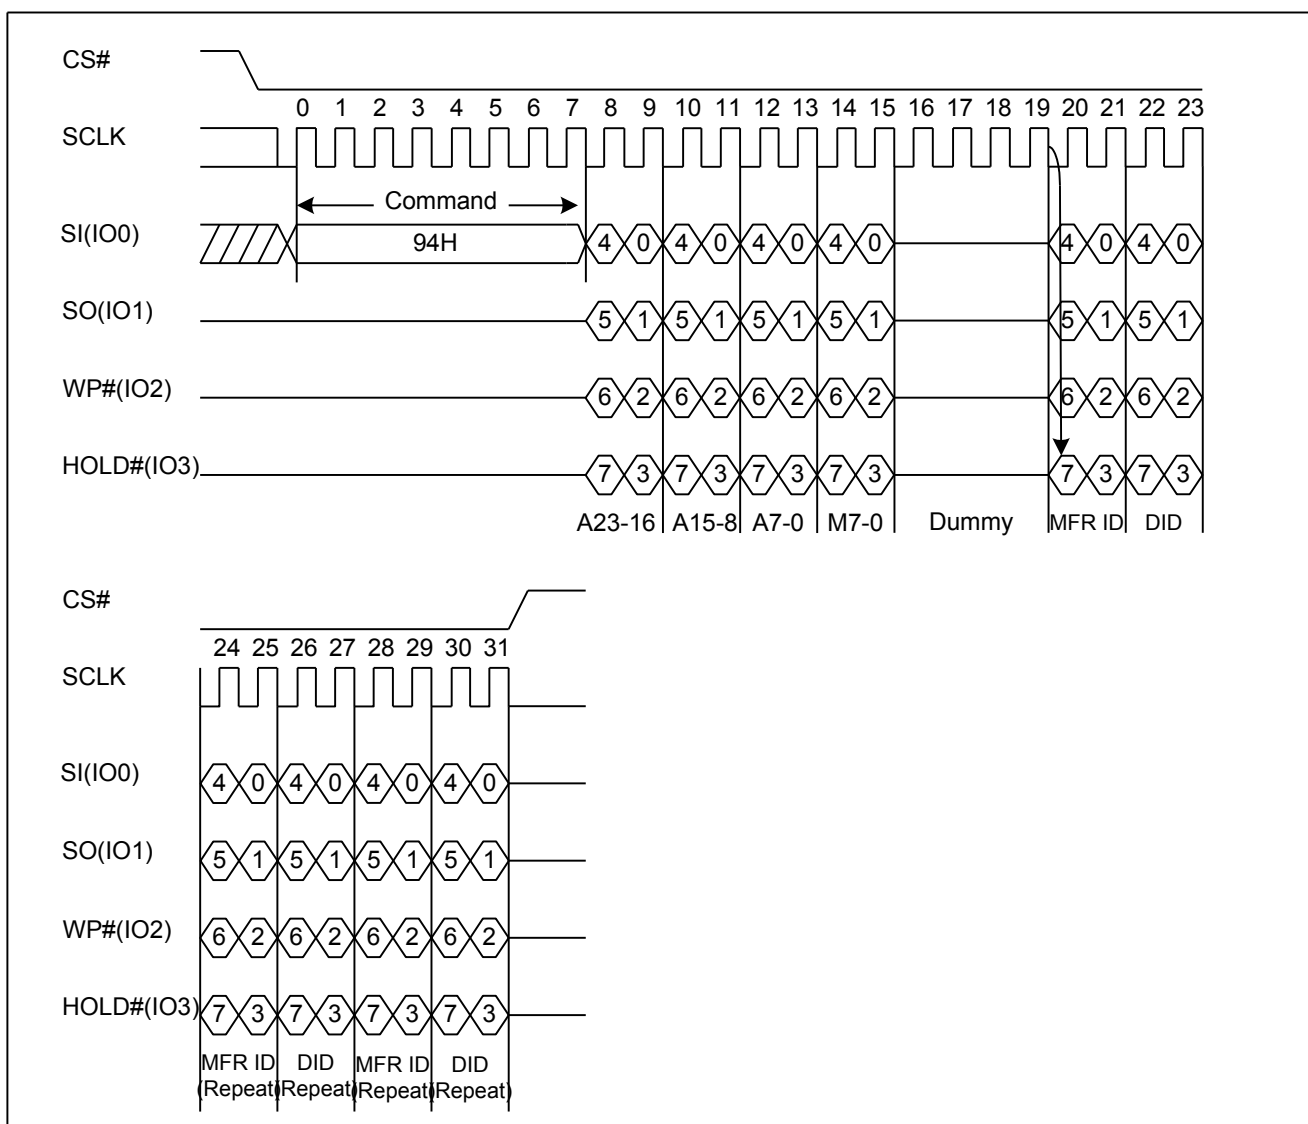 CS#
0 1 2 3 4 5 6 7 8 9 10 11 12 13 14 15 16 17 18 19 20 21 22 23
SCLK
Command
SI(IO0) 94H 4 0 4 0 4 0 4 0 4 0 4 0
SO(IO1) 5 1 5 1 5 1 5 1 5 1 5 1
WP#(IO2) 6 2 6 2 6 2 6 2 6 2 6 2
HOLD#(IO3) 7 3 7 3 7 3 7 3 7 3 7 3
A23-16 A15-8 A7-0 M7-0 Dummy MFR ID DID
CS#
24 25 26 27 28 29 30 31
SCLK
SI(IO0) 4 0 4 0 4 0 4 0
SO(IO1) 5 1 5 1 5 1 5 1
WP#(IO2) 6 2 6 2 6 2 6 2
HOLD#(IO3) 7 3 7 3 7 3 7 3
MFR ID DID MFR ID DID
(Repeat) (Repeat) (Repeat) (Repeat)